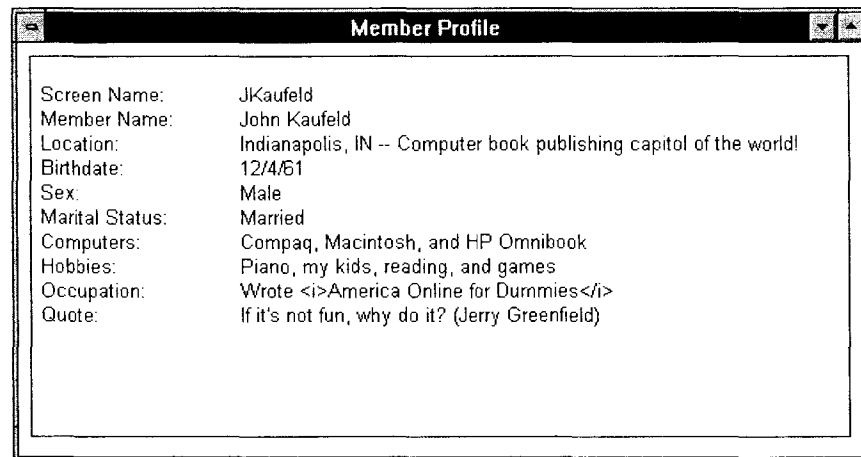 Member Profile
Screen Name: JKaufeld
Member Name: John Kaufeld
Location: Indianapolis, IN -- Computer book publishing capitol of the world!
Birthdate: 12/4/61
Sex: Male
Marital Status: Married
Computers: Compaq, Macintosh, and HP Omnibook
Hobbies: Piano, my kids, reading, and games
Occupation: Wrote <i>America Online for Dummies</i>
Quote: If it's not fun, why do it? (Jerry Greenfield)